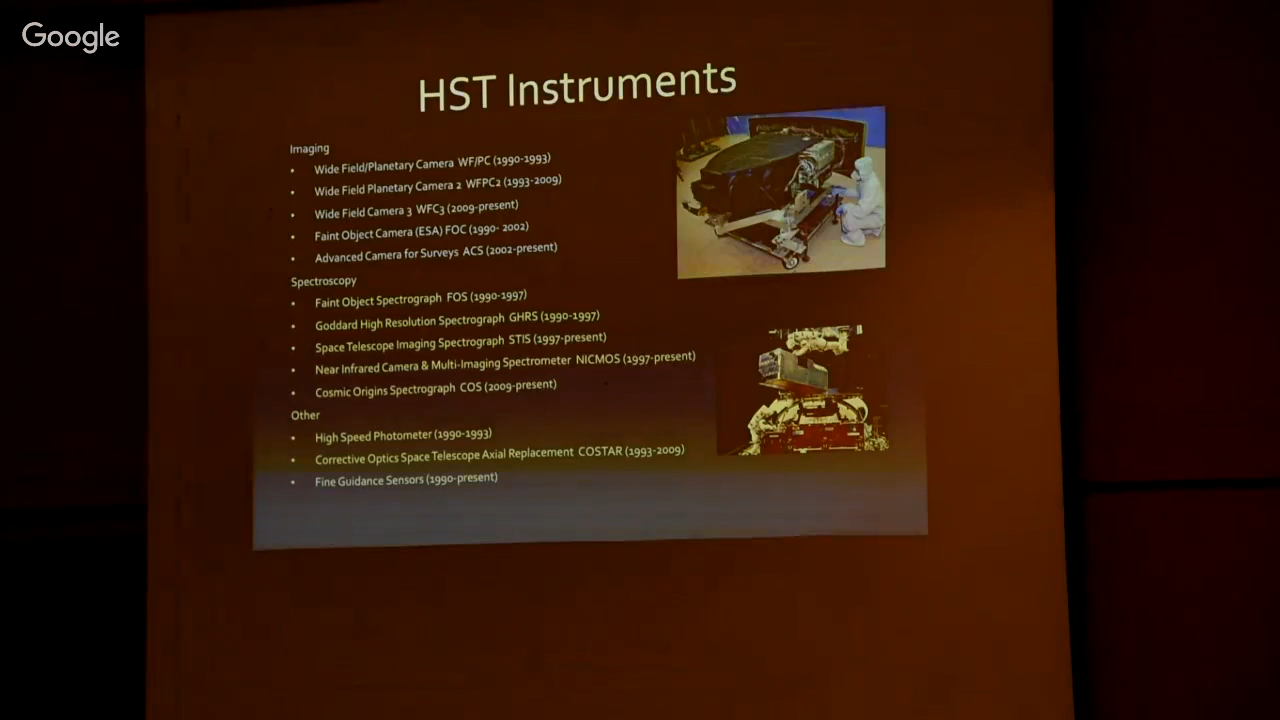 Google
HST Instruments
Imaging
• Wide Field/Planetary Camera WF/PC (1990-1993)
• Wide Field Planetary Camera 2 WFPC2 (1993-2009)
• Wide Field Camera 3 WFC3 (2009-present)
• Faint Object Camera (ESA) FOC (1990- 2002)
• Advanced Camera for Surveys ACS (2002-present)
Spectroscopy
• Faint Object Spectrograph FOS (1990-1997)
• Goddard High Resolution Spectrograph GHRS (1990-1997)
• Space Telescope Imaging Spectrograph STIS (1997-present)
• Near Infrared Camera & Multi-Imaging Spectrometer NICMOS (1997-present)
• Cosmic Origins Spectrograph COS (2009-present)
Other
• High Speed Photometer (1990-1993)
• Corrective Optics Space Telescope Axial Replacement COSTAR (1993-2009)
• Fine Guidance Sensors (1990-present)